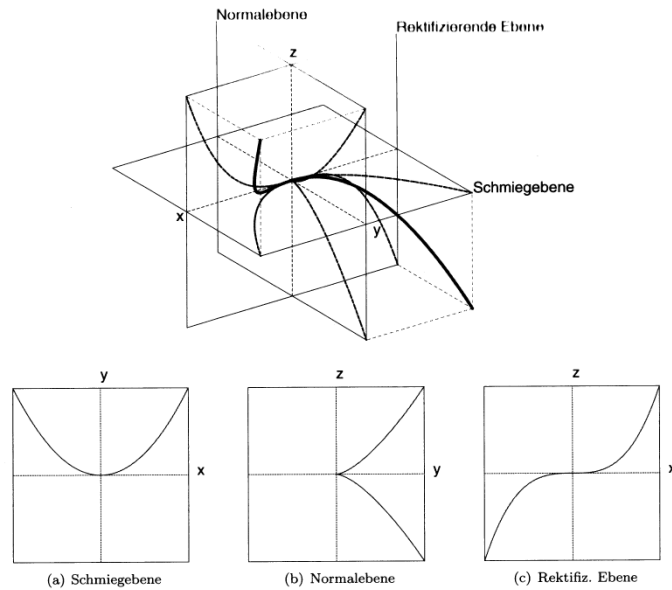 Normalebene
Rektifizierende Ebene
z
Schmiegebene
x
y
y
x
(a) Schmiegebene
z
y
(b) Normalebene
z
x
(c) Rektifiz. Ebene